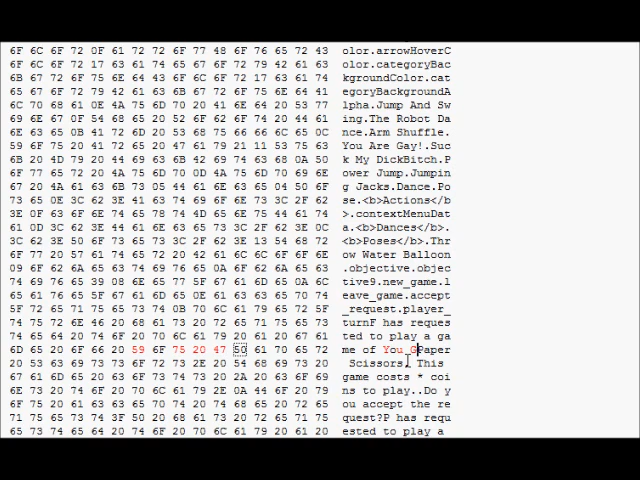 6F 6C 6F 72 0F 61 72 72 6F 77 48 6F 76 65 72 43 olor.arrowHoverC
6F 6C 6F 72 17 63 61 74 65 67 6F 72 79 42 61 63 olor.categoryBac
6B 67 72 6F 75 6E 64 43 6F 6C 6F 72 17 63 61 74 kgroundColor.cat
65 67 6F 72 79 42 61 63 6B 67 72 6F 75 6E 64 41 egoryBackgroundA
6C 70 68 61 0E 4A 75 6D 70 20 41 6E 64 20 53 77 lpha.Jump And Sw
69 6E 67 0F 54 68 65 20 52 6F 62 6F 74 20 44 61 ing.The Robot Da
6E 63 65 0B 41 72 6D 20 53 68 75 66 66 6C 65 0C nce.Arm Shuffle.
59 6F 75 20 41 72 65 20 47 61 79 21 11 53 75 63 You Are Gay!.Suc
6B 20 4D 79 20 44 69 63 6B 42 69 74 63 68 0A 50 k My DickBitch.P
6F 77 65 72 20 4A 75 6D 70 0D 4A 75 6D 70 69 6E ower Jump.Jumpin
67 20 4A 61 63 6B 73 05 44 61 6E 63 65 04 50 6F g Jacks.Dance.Po
73 65 0E 3C 62 3E 41 63 74 69 6F 6E 73 3C 2F 62 se.<b>Actions</b
3E 0F 63 6F 6E 74 65 78 74 4D 65 6E 75 44 61 74 >.contextMenuDat
61 0D 3C 62 3E 44 61 6E 63 65 73 3C 2F 62 3E 0C a.<b>Dances</b>.
3C 62 3E 50 6F 73 65 73 3C 2F 62 3E 13 54 68 72 <b>Poses</b>.Thr
6F 77 20 57 61 74 65 72 20 42 61 6C 6C 6F 6F 6E ow Water Balloon
09 6F 62 6A 65 63 74 69 76 65 0A 6F 62 6A 65 63 .objective.objec
74 69 76 65 39 08 6E 65 77 5F 67 61 6D 65 0A 6C tive9.new_game.l
65 61 76 65 5F 67 61 6D 65 0E 61 63 63 65 70 74 eave_game.accept
5F 72 65 71 75 65 73 74 0B 70 6C 61 79 65 72 5F _request.player_
74 75 72 6E 46 20 68 61 73 20 72 65 71 75 65 73 turnF has reques
74 65 64 20 74 6F 20 70 6C 61 79 20 61 20 67 61 ted to play a ga
6D 65 20 6F 66 20 59 6F 75 20 47 50 61 70 65 72 me of You GPaper
20 53 63 69 73 73 6F 72 73 2E 20 54 68 69 73 20 Scissors. This
67 61 6D 65 20 63 6F 73 74 73 20 2A 20 63 6F 69 game costs * coi
6E 73 20 74 6F 20 70 6C 61 79 2E 0A 44 6F 20 79 ns to play..Do y
6F 75 20 61 63 63 65 70 74 20 74 68 65 20 72 65 ou accept the re
71 75 65 73 74 3F 50 20 68 61 73 20 72 65 71 75 quest?P has requ
65 73 74 65 64 20 74 6F 20 70 6C 61 79 20 61 20 ested to play a